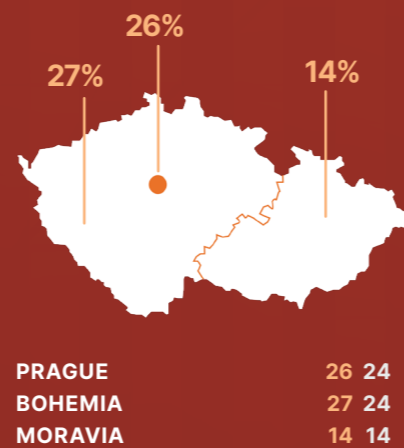 26%
27%
14%
PRAGUE 26 24
BOHEMIA 27 24
MORAVIA 14 14